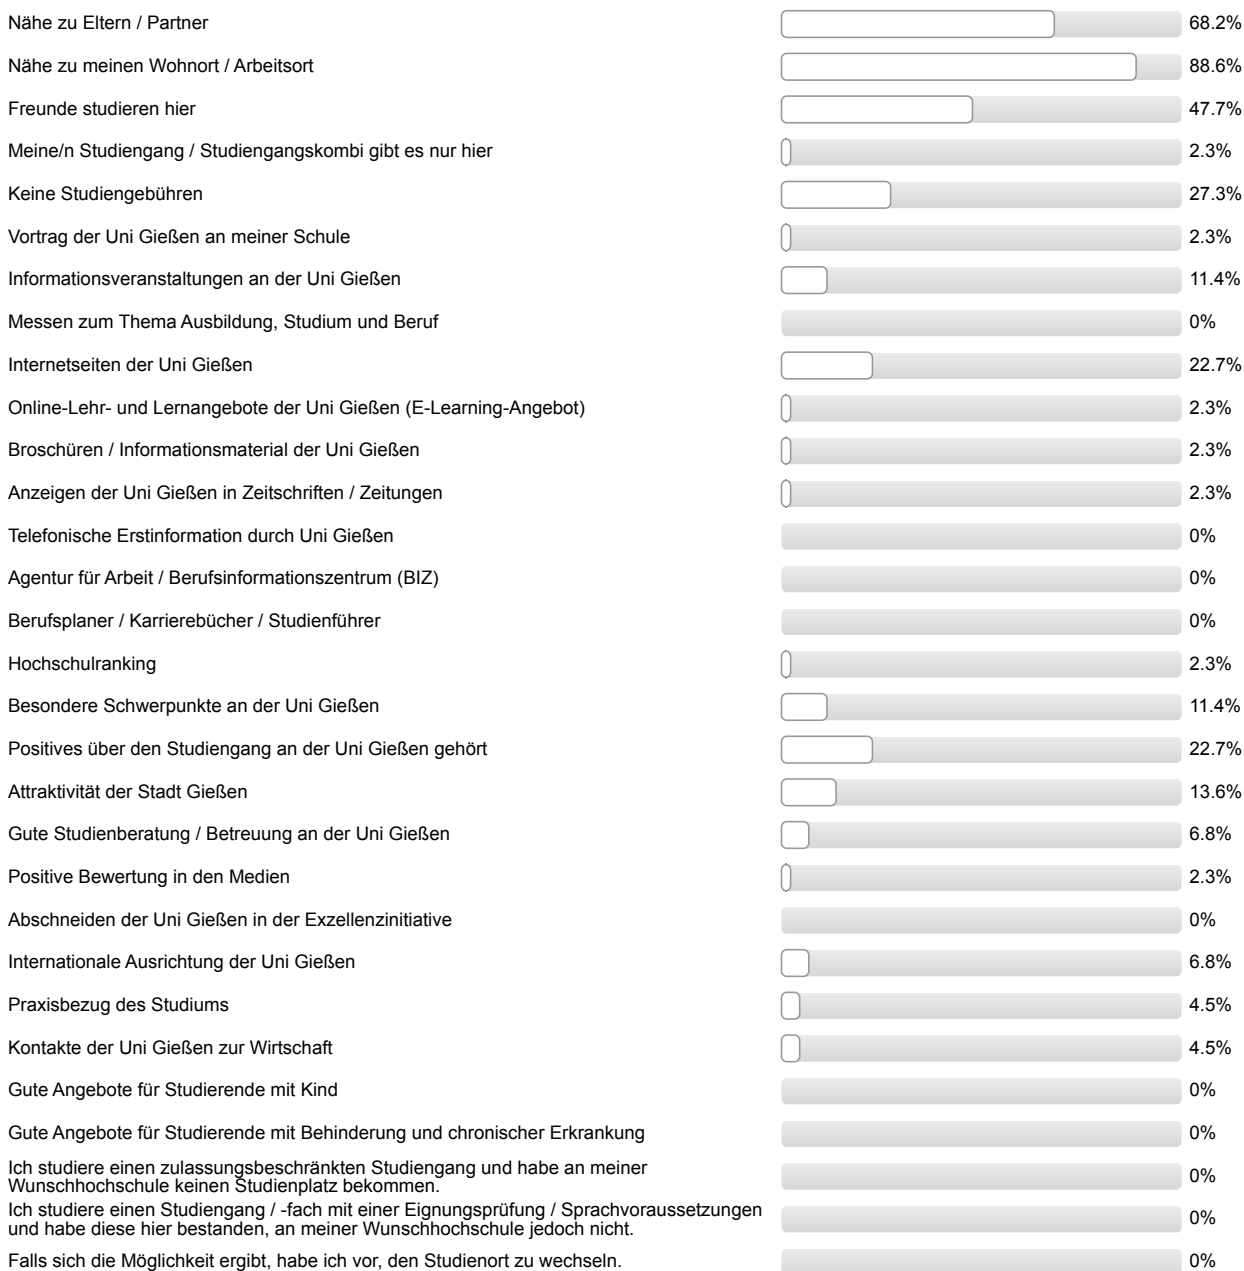 Nähe zu Eltern / Partner 68.2%
Nähe zu meinen Wohnort / Arbeitsort 88.6%
Freunde studieren hier 47.7%
Meine/n Studiengang / Studiengangskombi gibt es nur hier 2.3%
Keine Studiengebühren 27.3%
Vortrag der Uni Gießen an meiner Schule 2.3%
Informationsveranstaltungen an der Uni Gießen 11.4%
Messen zum Thema Ausbildung, Studium und Beruf 0%
Internetseiten der Uni Gießen 22.7%
Online-Lehr- und Lernangebote der Uni Gießen (E-Learning-Angebot) 2.3%
Broschüren / Informationsmaterial der Uni Gießen 2.3%
Anzeigen der Uni Gießen in Zeitschriften / Zeitungen 2.3%
Telefonische Erstinformation durch Uni Gießen 0%
Agentur für Arbeit / Berufsinformationszentrum (BIZ) 0%
Berufsplaner / Karrierebücher / Studienführer 0%
Hochschulranking 2.3%
Besondere Schwerpunkte an der Uni Gießen 11.4%
Positives über den Studiengang an der Uni Gießen gehört 22.7%
Attraktivität der Stadt Gießen 13.6%
Gute Studienberatung / Betreuung an der Uni Gießen 6.8%
Positive Bewertung in den Medien 2.3%
Abschneiden der Uni Gießen in der Exzellenzinitiative 0%
Internationale Ausrichtung der Uni Gießen 6.8%
Praxisbezug des Studiums 4.5%
Kontakte der Uni Gießen zur Wirtschaft 4.5%
Gute Angebote für Studierende mit Kind 0%
Gute Angebote für Studierende mit Behinderung und chronischer Erkrankung 0%
Ich studiere einen zulassungsbeschränkten Studiengang und habe an meiner
Wunschhochschule keinen Studienplatz bekommen. 0%
Ich studiere einen Studiengang / -fach mit einer Eignungsprüfung / Sprachvoraussetzungen
und habe diese hier bestanden, an meiner Wunschhochschule jedoch nicht. 0%
Falls sich die Möglichkeit ergibt, habe ich vor, den Studienort zu wechseln. 0%